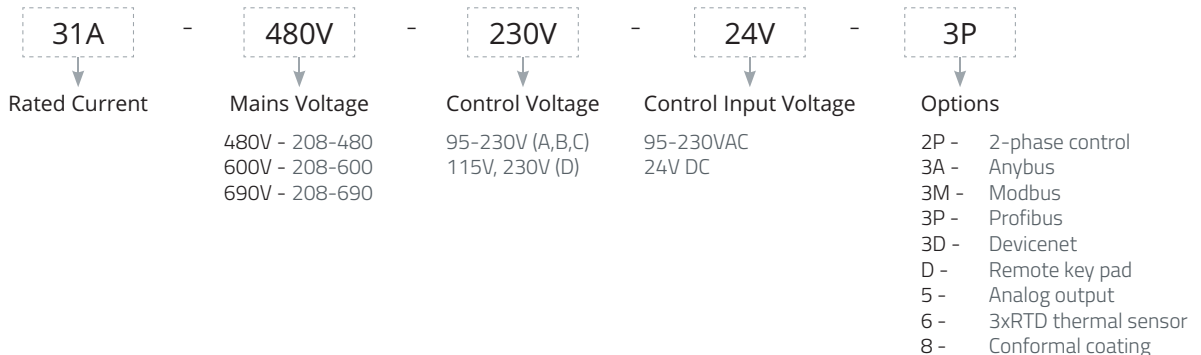 31A - 480V - 230V - 24V - 3P
Rated Current Mains Voltage Control Voltage Control Input Voltage Options
480V - 208-480 95-230V (A,B,C) 95-230VAC 2P - 2-phase control
600V - 208-600 115V, 230V (D) 24V DC 3A - Anybus
690V - 208-690 3M - Modbus
3P - Profibus
3D - Devicenet
D - Remote key pad
5 - Analog output
6 - 3xRTD thermal sensor
8 - Conformal coating